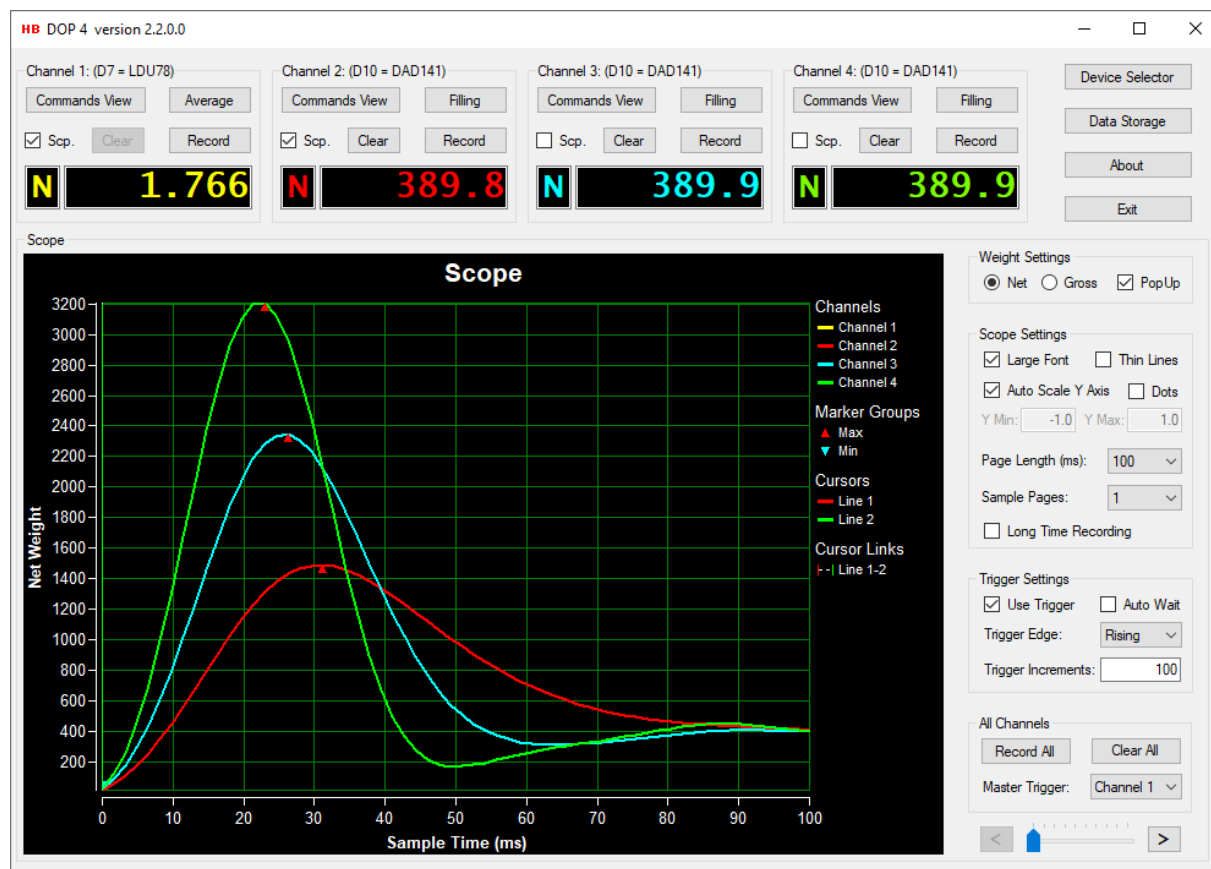 HB DOP 4 version 2.2.0.0
Channel 1: (D7 = LDU78)
Commands View Average
Scp. Clear Record
N 1.766
Channel 2: (D10 = DAD141)
Commands View Filling
Scp. Clear Record
N 389.8
Channel 3: (D10 = DAD141)
Commands View Filling
Scp. Clear Record
N 389.9
Channel 4: (D10 = DAD141)
Commands View Filling
Scp. Clear Record
N 389.9
Device Selector
Data Storage
About
Exit
Scope
Scope
3200
3000
2800
2600
2400
2200
2000
1800
1600
1400
1200
1000
800
600
400
200
Net Weight
0 10 20 30 40 50 60 70 80 90 100
Sample Time (ms)
Channels
Channel 1
Channel 2
Channel 3
Channel 4
Marker Groups
Max
Min
Cursors
Line 1
Line 2
Cursor Links
Line 1-2
Weight Settings
Net Gross PopUp
Scope Settings
Large Font Thin Lines
Auto Scale Y Axis Dots
Y Min: -1.0 Y Max: 1.0
Page Length (ms): 100
Sample Pages: 1
Long Time Recording
Trigger Settings
Use Trigger Auto Wait
Trigger Edge: Rising
Trigger Increments: 100
All Channels
Record All Clear All
Master Trigger: Channel 1
< >